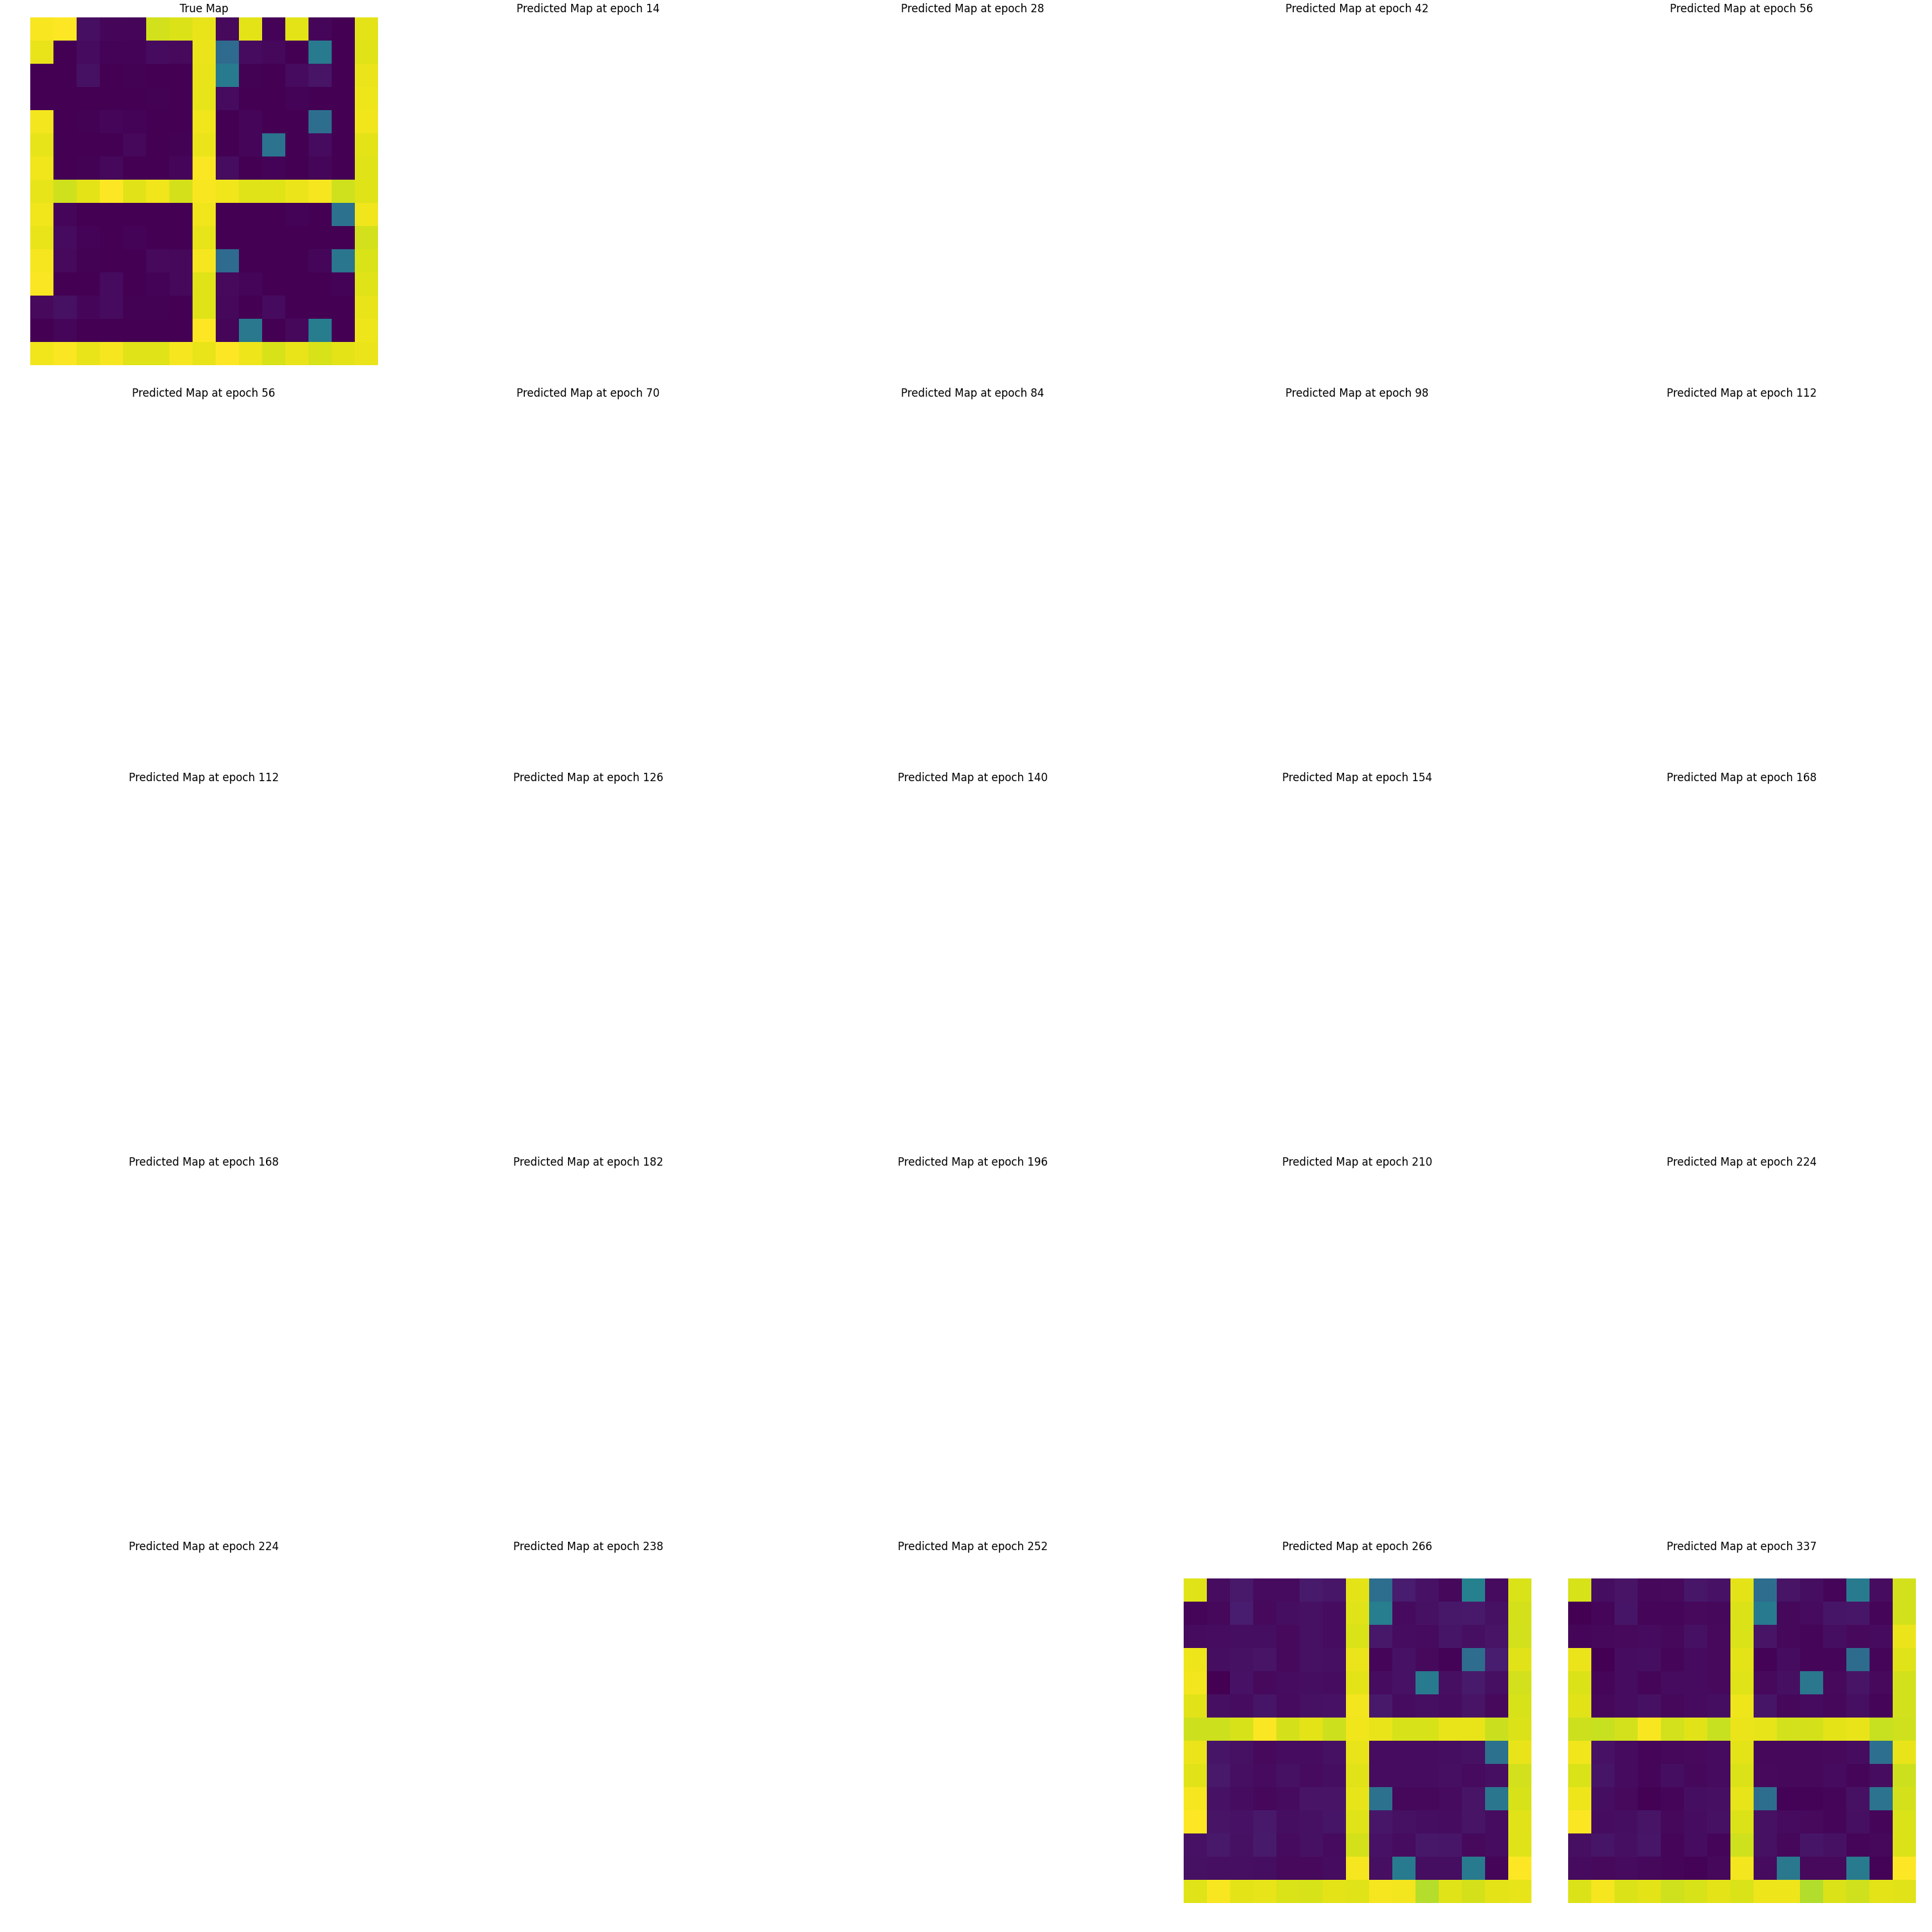 True Map
Predicted Map at epoch 14
Predicted Map at epoch 28
Predicted Map at epoch 42
Predicted Map at epoch 56
Predicted Map at epoch 56
Predicted Map at epoch 70
Predicted Map at epoch 84
Predicted Map at epoch 98
Predicted Map at epoch 112
Predicted Map at epoch 112
Predicted Map at epoch 126
Predicted Map at epoch 140
Predicted Map at epoch 154
Predicted Map at epoch 168
Predicted Map at epoch 168
Predicted Map at epoch 182
Predicted Map at epoch 196
Predicted Map at epoch 210
Predicted Map at epoch 224
Predicted Map at epoch 224
Predicted Map at epoch 238
Predicted Map at epoch 252
Predicted Map at epoch 266
Predicted Map at epoch 337